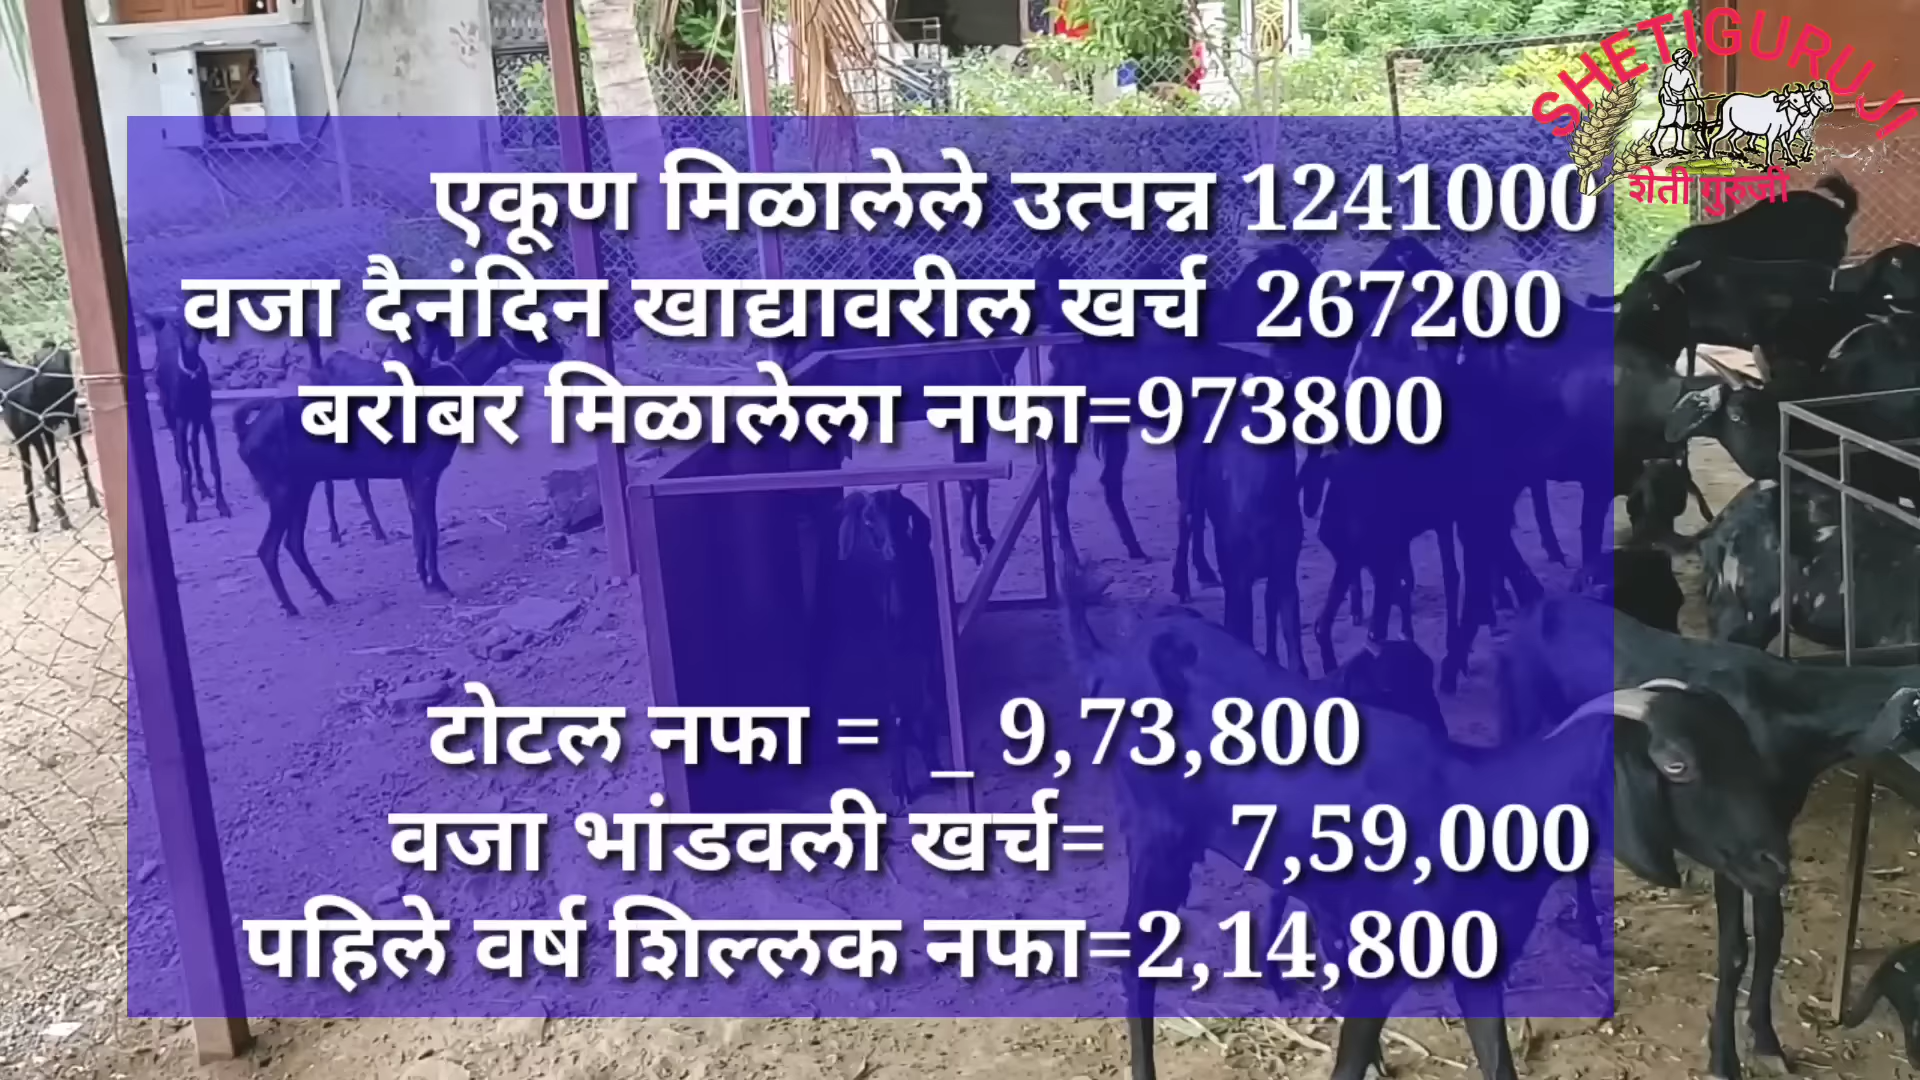 SHETIGURUJI
शेती गुरुजी
एकूण मिळालेले उत्पन्न 1241000
वजा दैनंदिन खाद्यावरील खर्च 267200
बरोबर मिळालेला नफा=973800
टोटल नफा = _ 9,73,800
वजा भांडवली खर्च= 7,59,000
पहिले वर्ष शिल्लक नफा=2,14,800